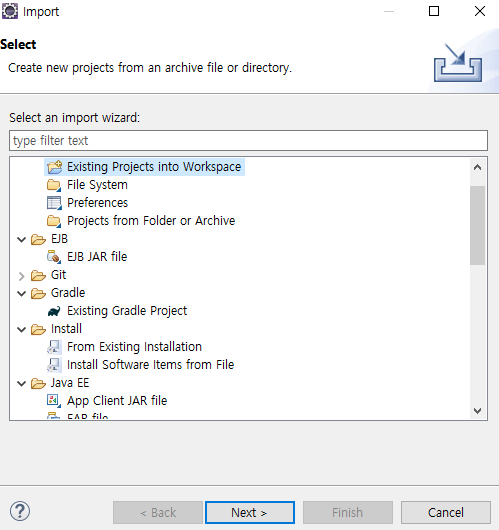 Import
Select
Create new projects from an archive file or directory.
Select an import wizard:
type filter text
Existing Projects into Workspace
File System
Preferences
Projects from Folder or Archive
EJB
EJB JAR file
Git
Gradle
Existing Gradle Project
Install
From Existing Installation
Install Software Items from File
Java EE
App Client JAR file
EAR file
< Back
Next >
Finish
Cancel